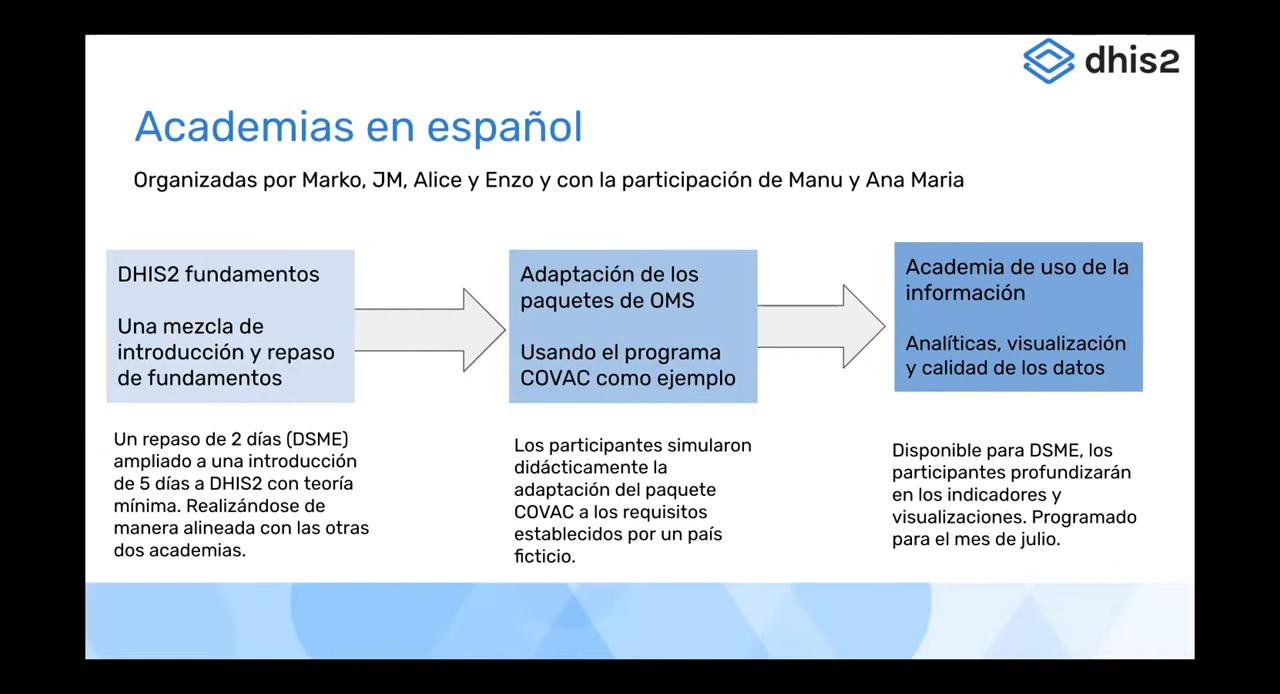 dhis2
Academias en español
Organizadas por Marko, JM, Alice y Enzo y con la participación de Manu y Ana Maria
DHIS2 fundamentos
Una mezcla de
introducción y repaso
de fundamentos
Un repaso de 2 días (DSME)
ampliado a una introducción
de 5 días a DHIS2 con teoría
mínima. Realizándose de
manera alineada con las otras
dos academias.
Adaptación de los
paquetes de OMS
Usando el programa
COVAC como ejemplo
Los participantes simularon
didácticamente la
adaptación del paquete
COVAC a los requisitos
establecidos por un país
ficticio.
Academia de uso de la
información
Analíticas, visualización
y calidad de los datos
Disponible para DSME, los
participantes profundizarán
en los indicadores y
visualizaciones. Programado
para el mes de julio.